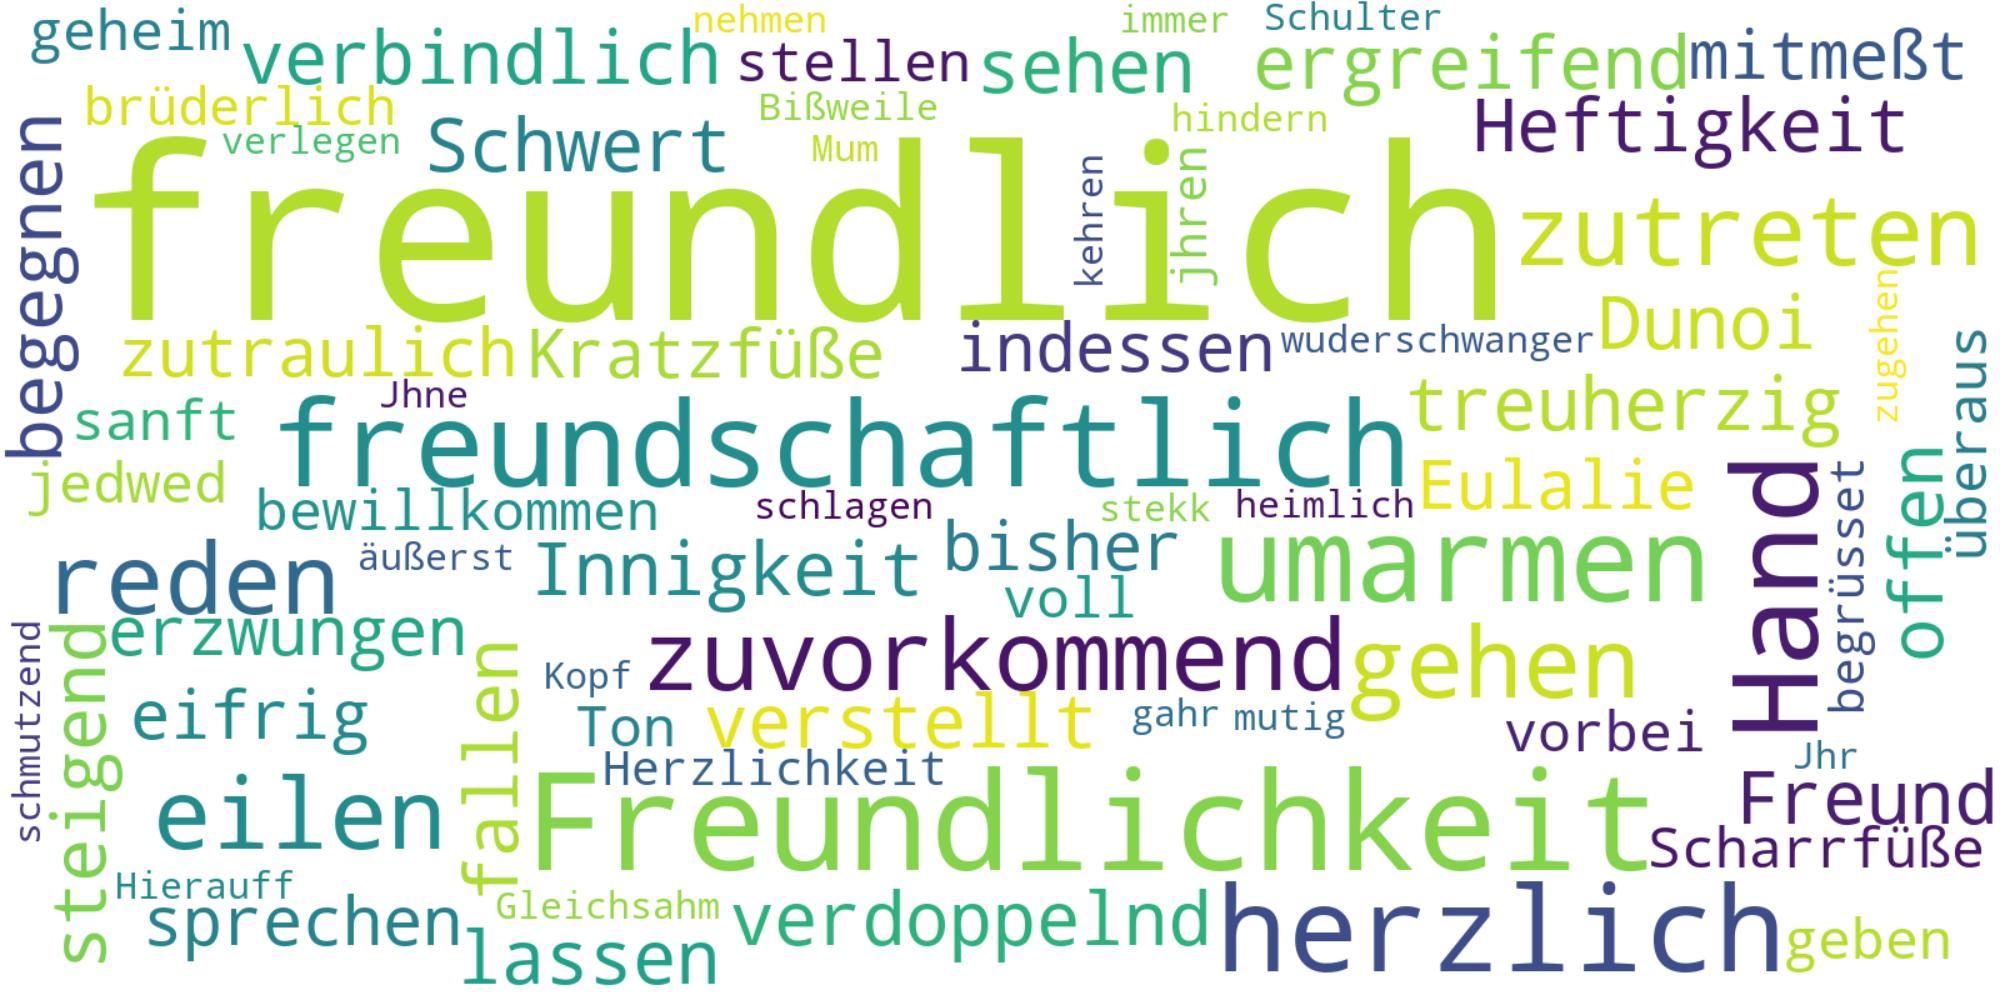 geheim
verbindlich
nehmen
stellen
sehen
immer
Schulter
ergreifend
mitmeßt
brüderlich
verlegen
Schwert
Bißweile
Mum
hindern
Heftigkeit
begegnen
freundlich
kehren
jhren
zutreten
zutraulich
Kratzfüße
indessen
wuderschwanger
Dunoi
zugehen
überaus
Jhne
sanft
freundschaftlich
treuherzig
jedwed
bewillkommen
schlagen
stekk
heimlich
Eulalie
Hand
begrüsset
offen
reden
äußerst
Innigkeit
bisher
voll
umarmen
erzwungen
schmutzend
steigend
fallen
Kopf
zuvorkommend
gehen
eifrig
Ton
verstellt
gahr
mutig
vorbei
Jhr
Herzlichkeit
eilen
Freundlichkeit
Freund
Scharrfüße
Hierauff
sprechen
Gleichsahm
lassen
verdoppelnd
herzlich
geben